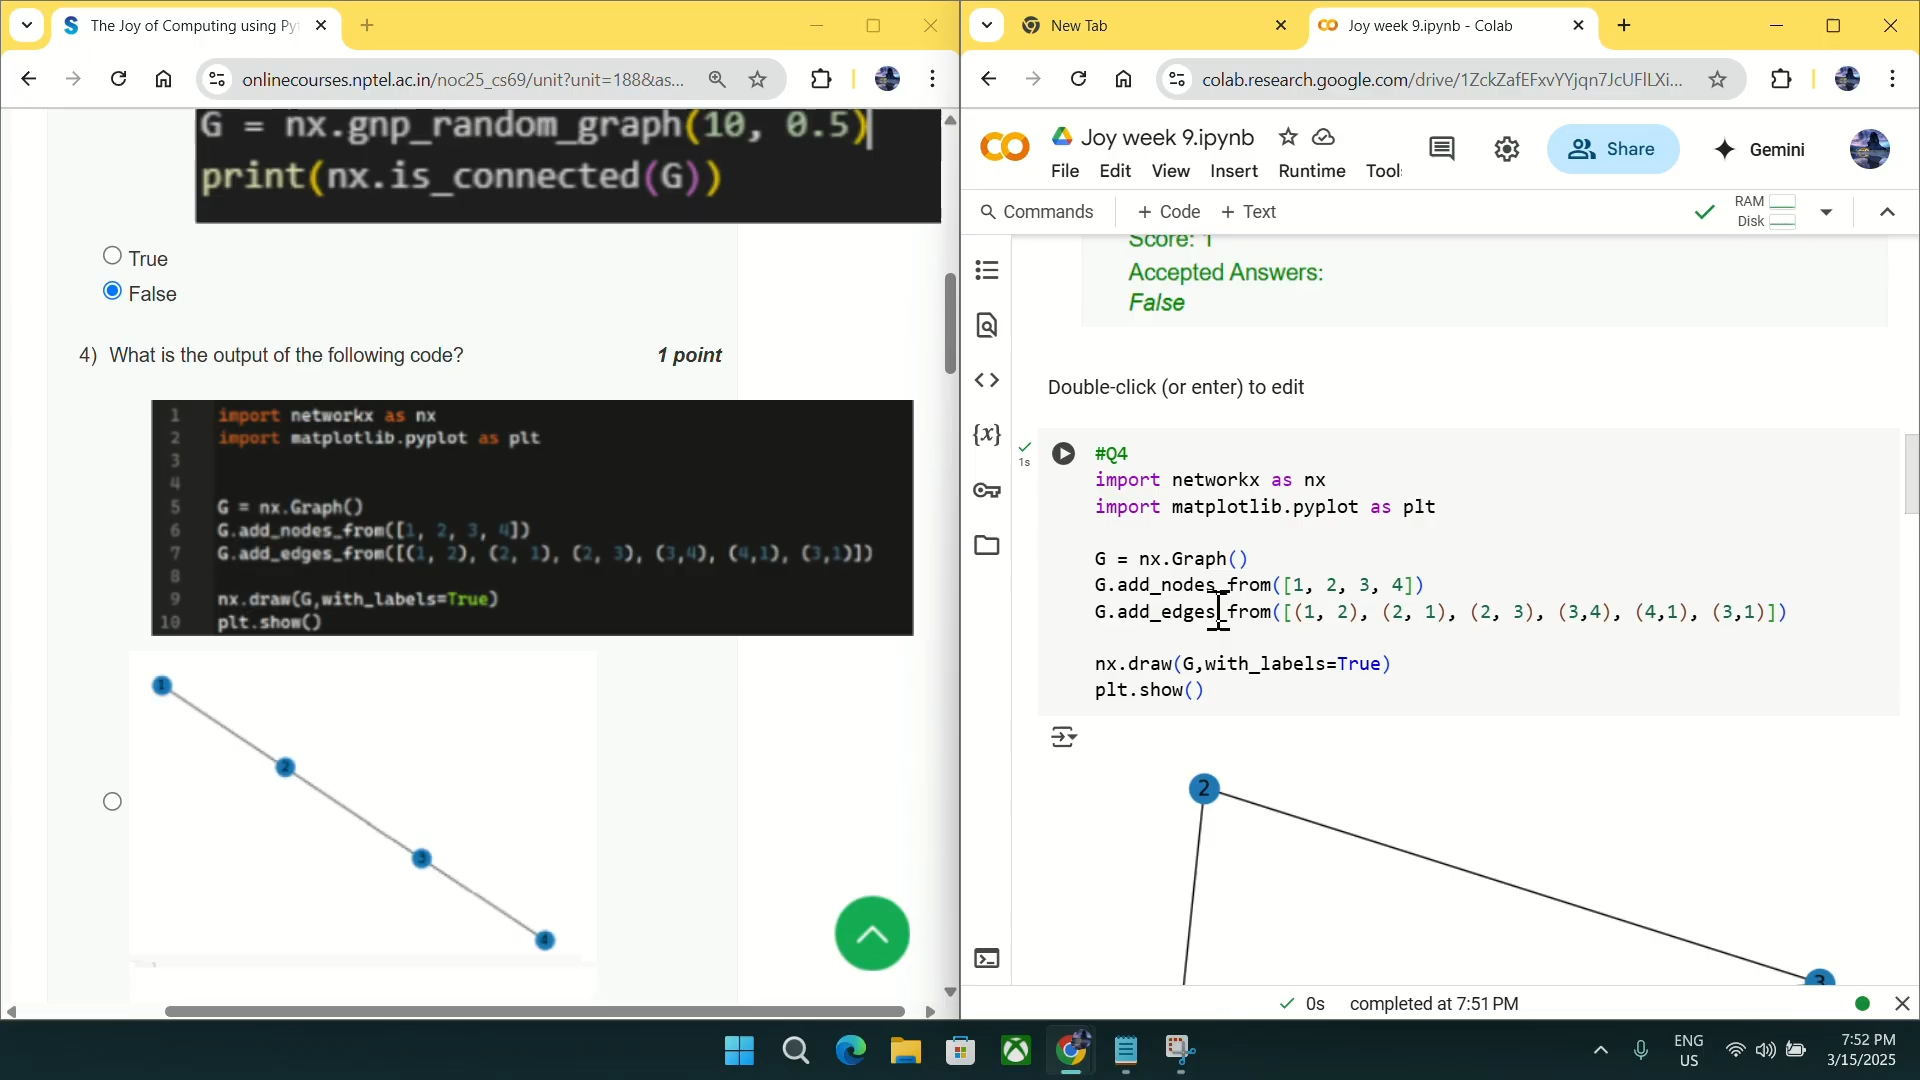 The Joy of Computing using Pyt
onlinecourses.nptel.ac.in/noc25_cs69/unit?unit=188&as...
G = nx.gnp_random_graph(10, 0.5)
print(nx.is_connected(G))
True
False
4) What is the output of the following code?
1 point
1 import networkx as nx
2 import matplotlib.pyplot as plt
3
4
5 G = nx.Graph()
6 G.add_nodes_from([1, 2, 3, 4])
7 G.add_edges_from([(1, 2), (2, 1), (2, 3), (3,4), (4,1), (3,1)])
8
9 nx.draw(G,with_labels=True)
10 plt.show()
1
2
3
4
New Tab
Joy week 9.ipynb - Colab
colab.research.google.com/drive/1ZckZafEFxvYYjqn7JcUFlLXi...
Joy week 9.ipynb
File Edit View Insert Runtime Tool
Share
Gemini
Commands + Code + Text
RAM
Disk
Score: 1
Accepted Answers:
False
Double-click (or enter) to edit
{x}
1s
#Q4
import networkx as nx
import matplotlib.pyplot as plt
G = nx.Graph()
G.add_nodes_from([1, 2, 3, 4])
G.add_edges_from([(1, 2), (2, 1), (2, 3), (3,4), (4,1), (3,1)])
nx.draw(G,with_labels=True)
plt.show()
2
3
0s completed at 7:51 PM
ENG
US
7:52 PM
3/15/2025